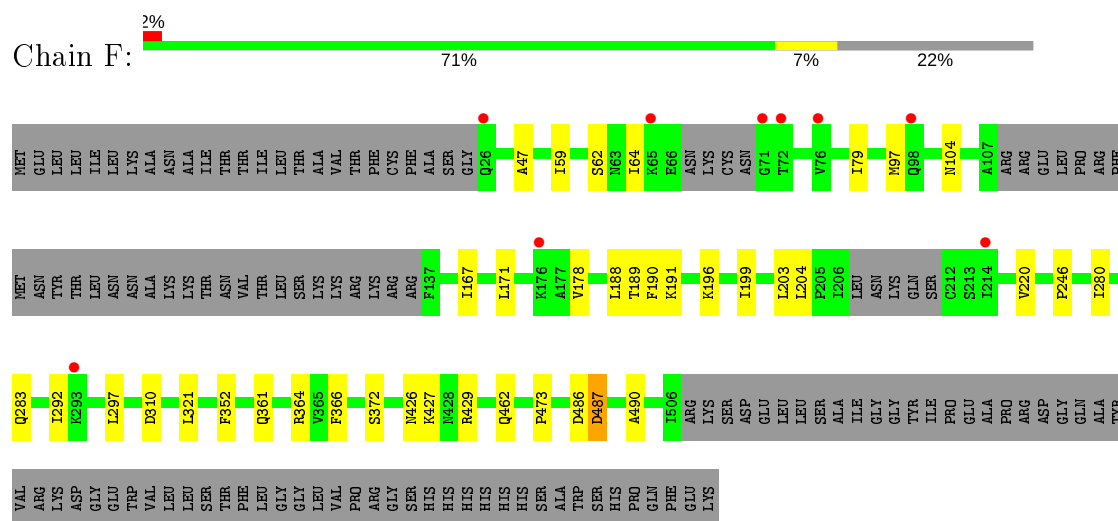 2%
Chain F:
71% 7% 22%
MET GLU LEU LEU ILE LEU LYS ALA ASN ALA ILE THR THR ILE LEU THR ALA VAL THR PHE CYS PHE ALA SER GLY Q26 A47 I59 S62 N63 I64 K65 E66 ASN LYS CYS ASN G71 T72 V76 I79 M97 Q98 N104 A107 ARG ARG GLU LEU PRO ARG PHE
MET ASN TYR THR LEU ASN ASN ALA LYS LYS THR ASN VAL THR LEU SER LYS LYS ARG LYS ARG ARG F137 I167 L171 K176 A177 V178 L188 T189 F190 K191 K196 I199 L203 L204 P205 I206 LEU ASN LYS GLN SER C212 S213 I214 V220 P246 I280
Q283 I292 K293 L297 D310 L321 F352 Q361 R364 V365 F366 S372 N426 K427 N428 R429 Q462 P473 D486 D487 A490 I506 ARG LYS SER ASP GLU LEU LEU SER ALA ILE GLY GLY TYR ILE PRO GLU ALA PRO ARG ASP GLY GLN ALA TYR
VAL ARG LYS ASP GLY GLU TRP VAL LEU LEU SER THR PHE LEU GLY GLY LEU VAL PRO ARG GLY SER HIS HIS HIS HIS HIS HIS SER ALA TRP SER HIS PRO GLN PHE GLU LYS